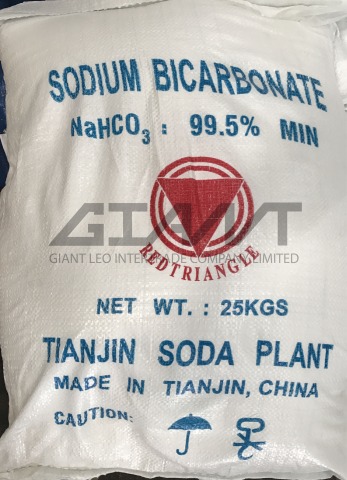 SODIUM BICARBONATE
NaHCO₃ : 99.5% MIN
GIANT
GIANT LEO INTERTRADE COMPANY LIMITED
REDTRIANGLE
NET WT. : 25KGS
TIANJIN SODA PLANT
MADE IN TIANJIN, CHINA
CAUTION: